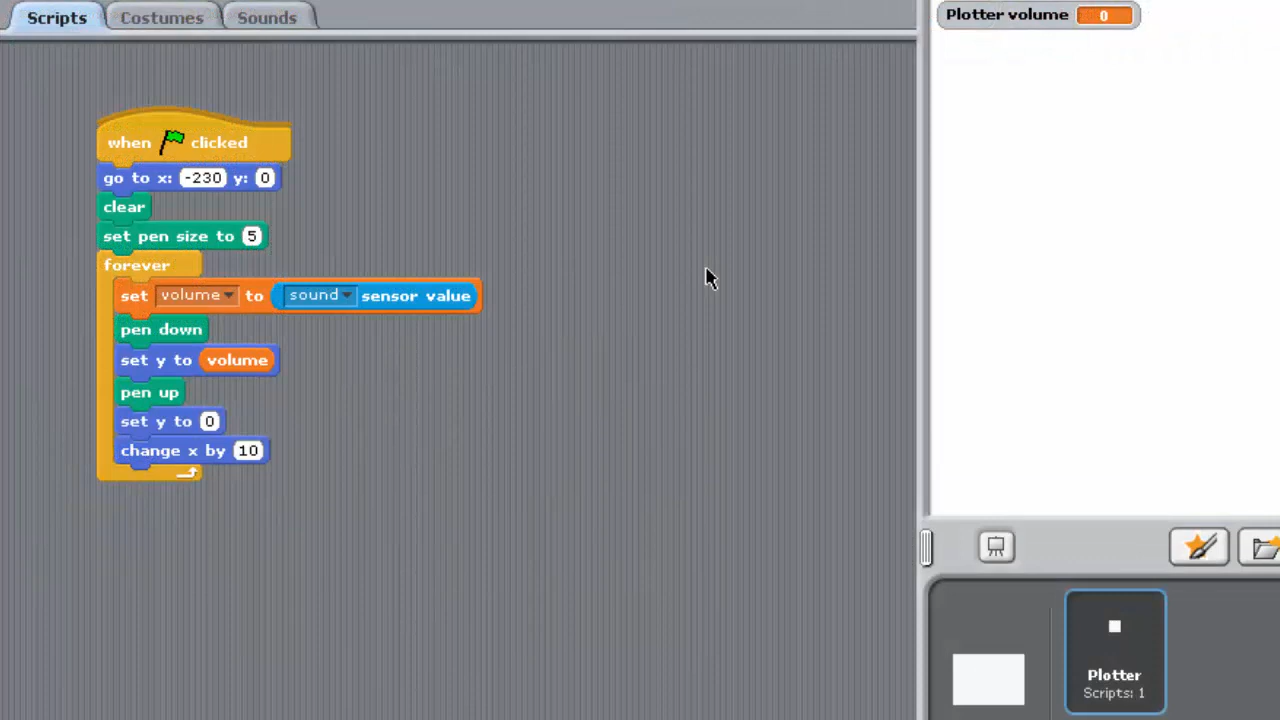 Scripts Costumes Sounds
Plotter volume 0
when clicked
go to x: -230 y: 0
clear
set pen size to 5
forever
set volume to sound sensor value
pen down
set y to volume
pen up
set y to 0
change x by 10
Plotter
Scripts: 1